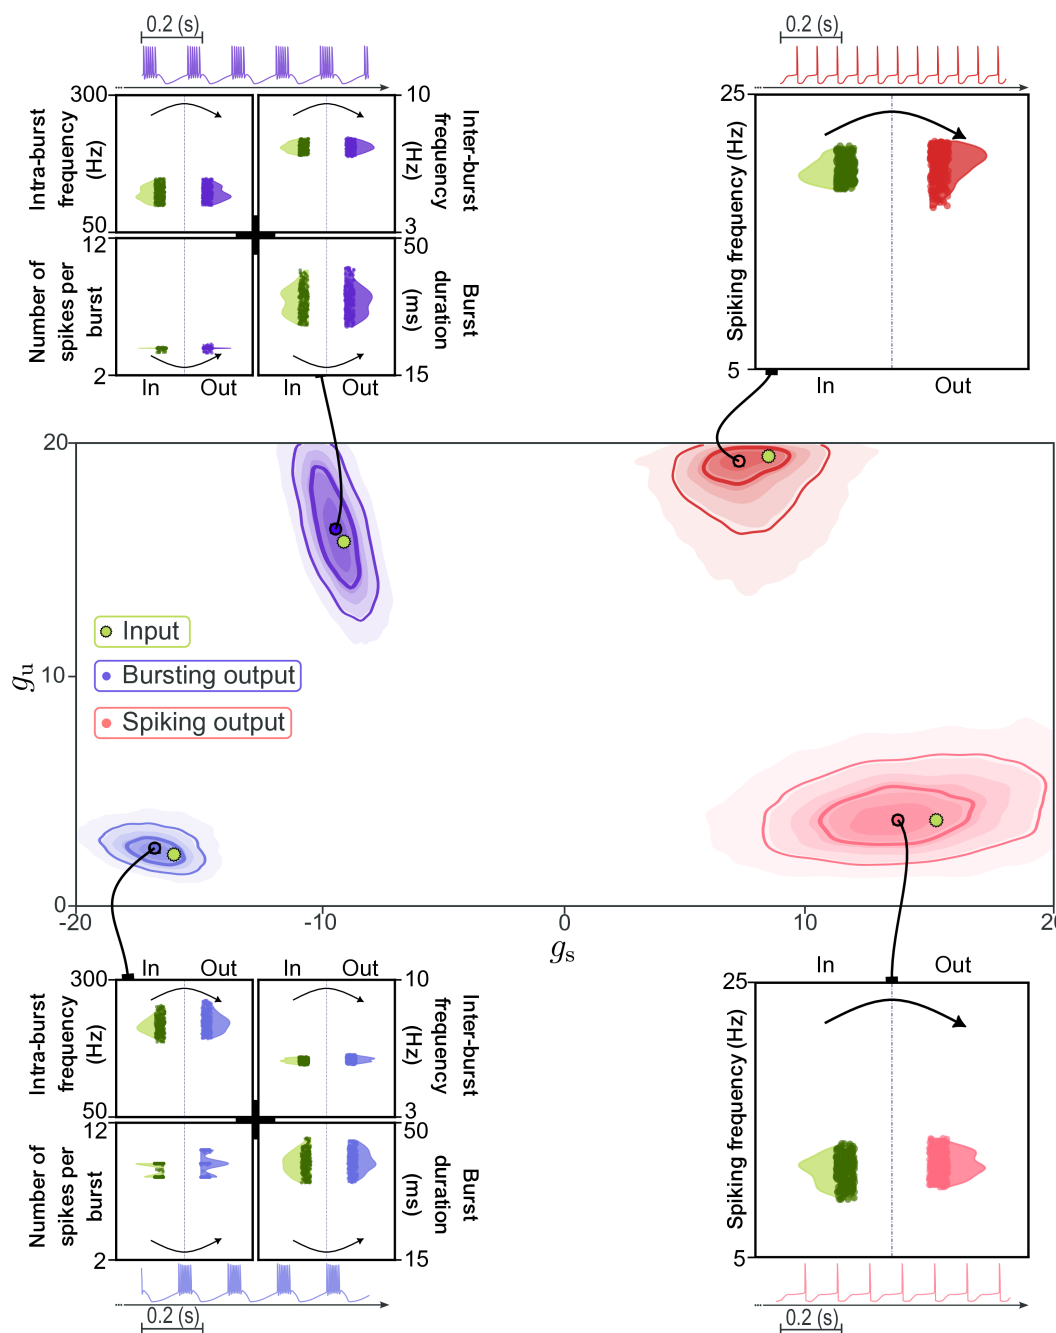 0.2 (s)
0.2 (s)
300
50
Intra-burst
frequency
(Hz)
10
3
Inter-burst
frequency
(Hz)
12
2
Number of
spikes per
burst
50
15
Burst
duration
(ms)
In
Out
In
Out
25
5
Spiking frequency (Hz)
In
Out
20
10
0
g_u
Input
Bursting output
Spiking output
-20
-10
0
10
20
g_s
In
Out
In
Out
300
50
Intra-burst
frequency
(Hz)
10
3
Inter-burst
frequency
(Hz)
12
2
Number of
spikes per
burst
50
15
Burst
duration
(ms)
In
Out
25
5
Spiking frequency (Hz)
0.2 (s)
0.2 (s)